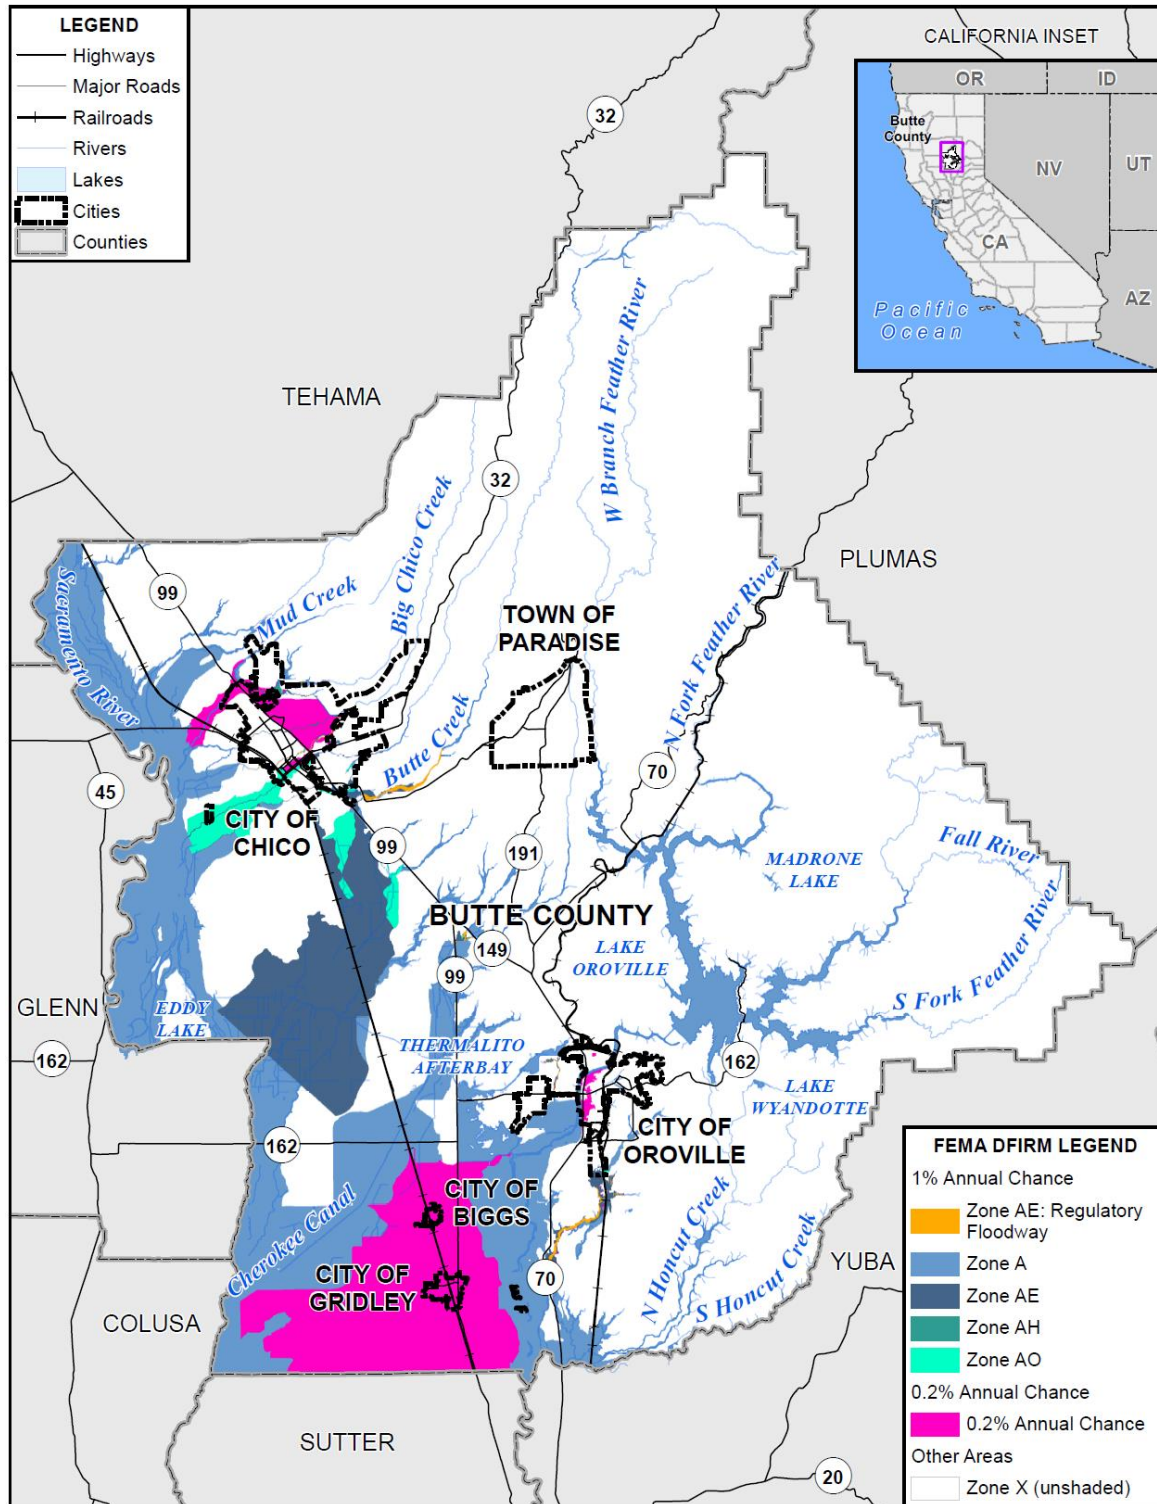 LEGEND
Highways
Major Roads
Railroads
Rivers
Lakes
Cities
Counties
CALIFORNIA INSET
OR
ID
Butte
County
NV
UT
CA
AZ
Pacific
Ocean
32
TEHAMA
W Branch Feather River
32
Big Chico Creek
PLUMAS
Sacramento River
99
Mud Creek
TOWN OF
PARADISE
N Fork Feather River
Butte Creek
70
45
CITY OF
CHICO
99
191
MADRONE
LAKE
Fall River
BUTTE COUNTY
149
LAKE
OROVILLE
99
S Fork Feather River
GLENN
EDDY
LAKE
THERMALITO
AFTERBAY
162
162
LAKE
WYANDOTTE
CITY OF
OROVILLE
162
CITY OF
BIGGS
Cherokee Canal
N Honcut Creek
S Honcut Creek
YUBA
CITY OF
GRIDLEY
70
COLUSA
SUTTER
20
FEMA DFIRM LEGEND
1% Annual Chance
Zone AE: Regulatory
Floodway
Zone A
Zone AE
Zone AH
Zone AO
0.2% Annual Chance
0.2% Annual Chance
Other Areas
Zone X (unshaded)